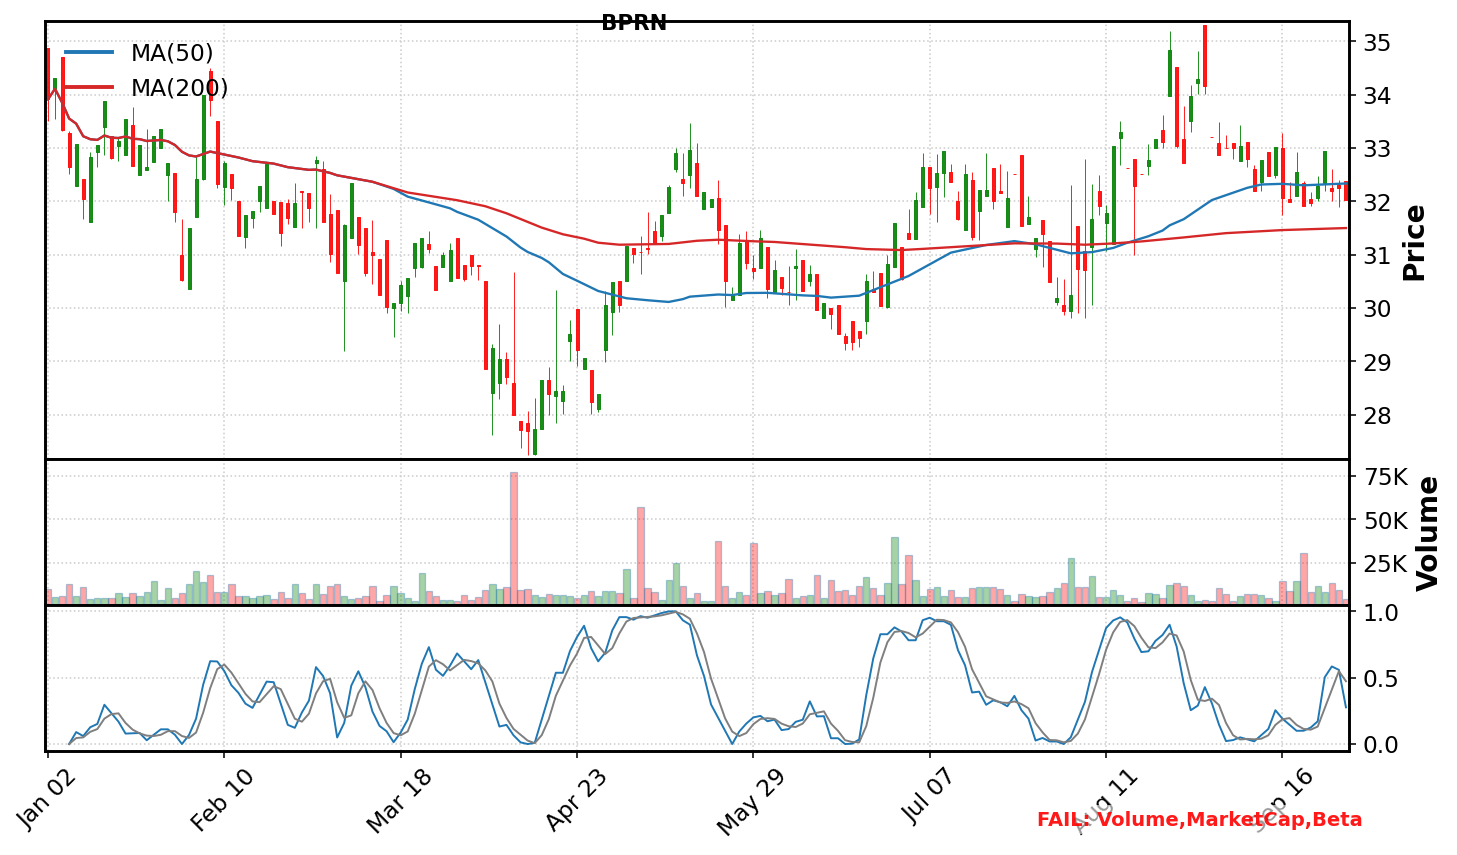 BPRN
MA(50)
MA(200)
35
34
33
32
31
30
29
28
Price
75K
50K
25K
Volume
1.0
0.5
0.0
Jan 02
Feb 10
Mar 18
Apr 23
May 29
Jul 07
Aug 11
Sep 16
FAIL: Volume,MarketCap,Beta